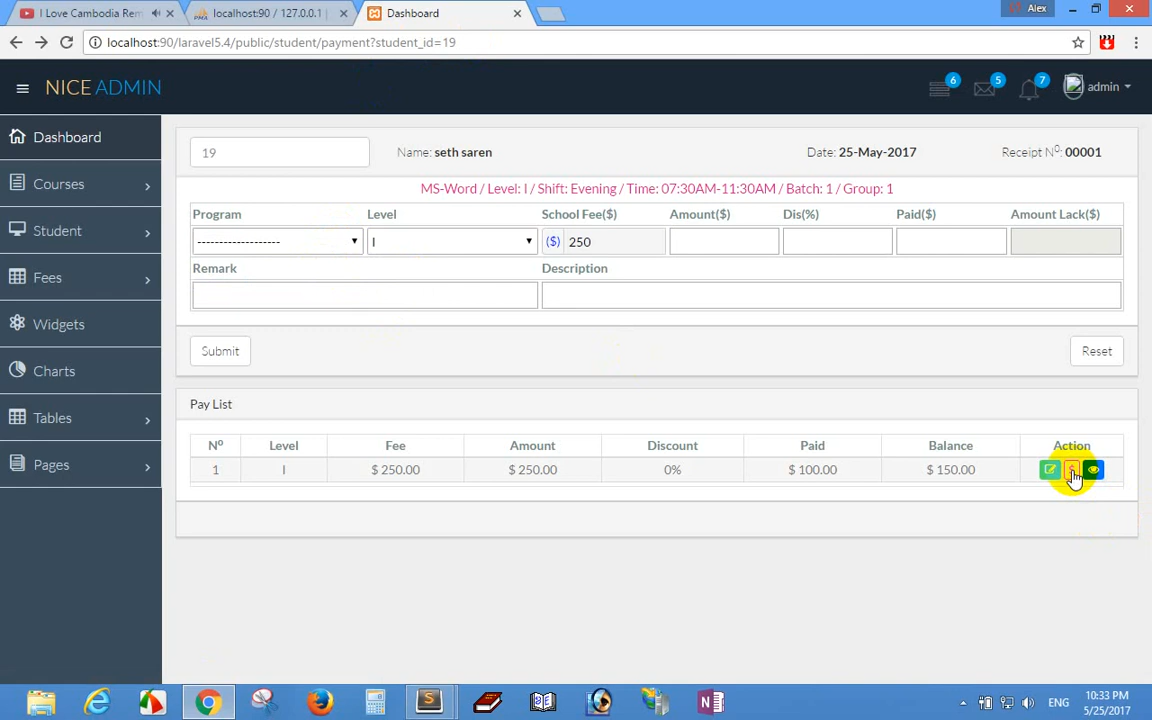 I Love Cambodia Rem
localhost:90 / 127.0.0.1
Dashboard
Alex
localhost:90/laravel5.4/public/student/payment?student_id=19
NICE ADMIN
6
5
7
admin
Dashboard
Courses
Student
Fees
Widgets
Charts
Tables
Pages
19
Name: seth saren
Date: 25-May-2017
Receipt Nº: 00001
MS-Word / Level: I / Shift: Evening / Time: 07:30AM-11:30AM / Batch: 1 / Group: 1
Program Level School Fee($) Amount($) Dis(%) Paid($) Amount Lack($)
------------------ I ($) 250
Remark Description
Submit Reset
Pay List
Nº Level Fee Amount Discount Paid Balance Action
1 I $ 250.00 $ 250.00 0% $ 100.00 $ 150.00
ENG
10:33 PM
5/25/2017